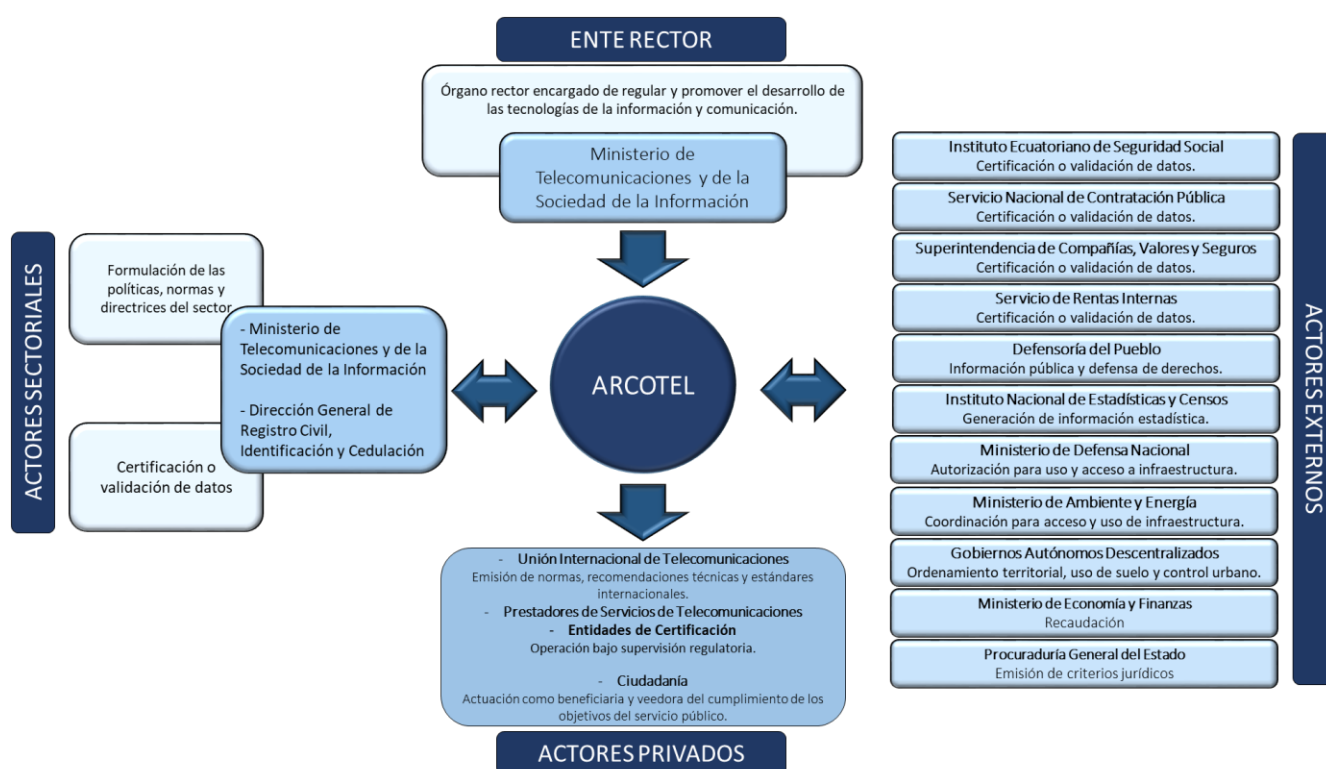 ENTE RECTOR
Órgano rector encargado de regular y promover el desarrollo de
las tecnologías de la información y comunicación.
Ministerio de
Telecomunicaciones y de la
Sociedad de la Información
ACTORES SECTORIALES
Formulación de las
políticas, normas y
directrices del sector
- Ministerio de
Telecomunicaciones y de la
Sociedad de la Información
- Dirección General de
Registro Civil,
Identificación y Cedulación
Certificación o
validación de datos
ARCOTEL
Instituto Ecuatoriano de Seguridad Social
Certificación o validación de datos.
Servicio Nacional de Contratación Pública
Certificación o validación de datos.
Superintendencia de Compañías, Valores y Seguros
Certificación o validación de datos.
Servicio de Rentas Internas
Certificación o validación de datos.
Defensoría del Pueblo
Información pública y defensa de derechos.
Instituto Nacional de Estadísticas y Censos
Generación de información estadística.
Ministerio de Defensa Nacional
Autorización para uso y acceso a infraestructura.
Ministerio de Ambiente y Energía
Coordinación para acceso y uso de infraestructura.
Gobiernos Autónomos Descentralizados
Ordenamiento territorial, uso de suelo y control urbano.
Ministerio de Economía y Finanzas
Recaudación
Procuraduría General del Estado
Emisión de criterios jurídicos
ACTORES EXTERNOS
- Unión Internacional de Telecomunicaciones
Emisión de normas, recomendaciones técnicas y estándares
internacionales.
- Prestadores de Servicios de Telecomunicaciones
- Entidades de Certificación
Operación bajo supervisión regulatoria.
- Ciudadanía
Actuación como beneficiaria y veedora del cumplimiento de los
objetivos del servicio público.
ACTORES PRIVADOS